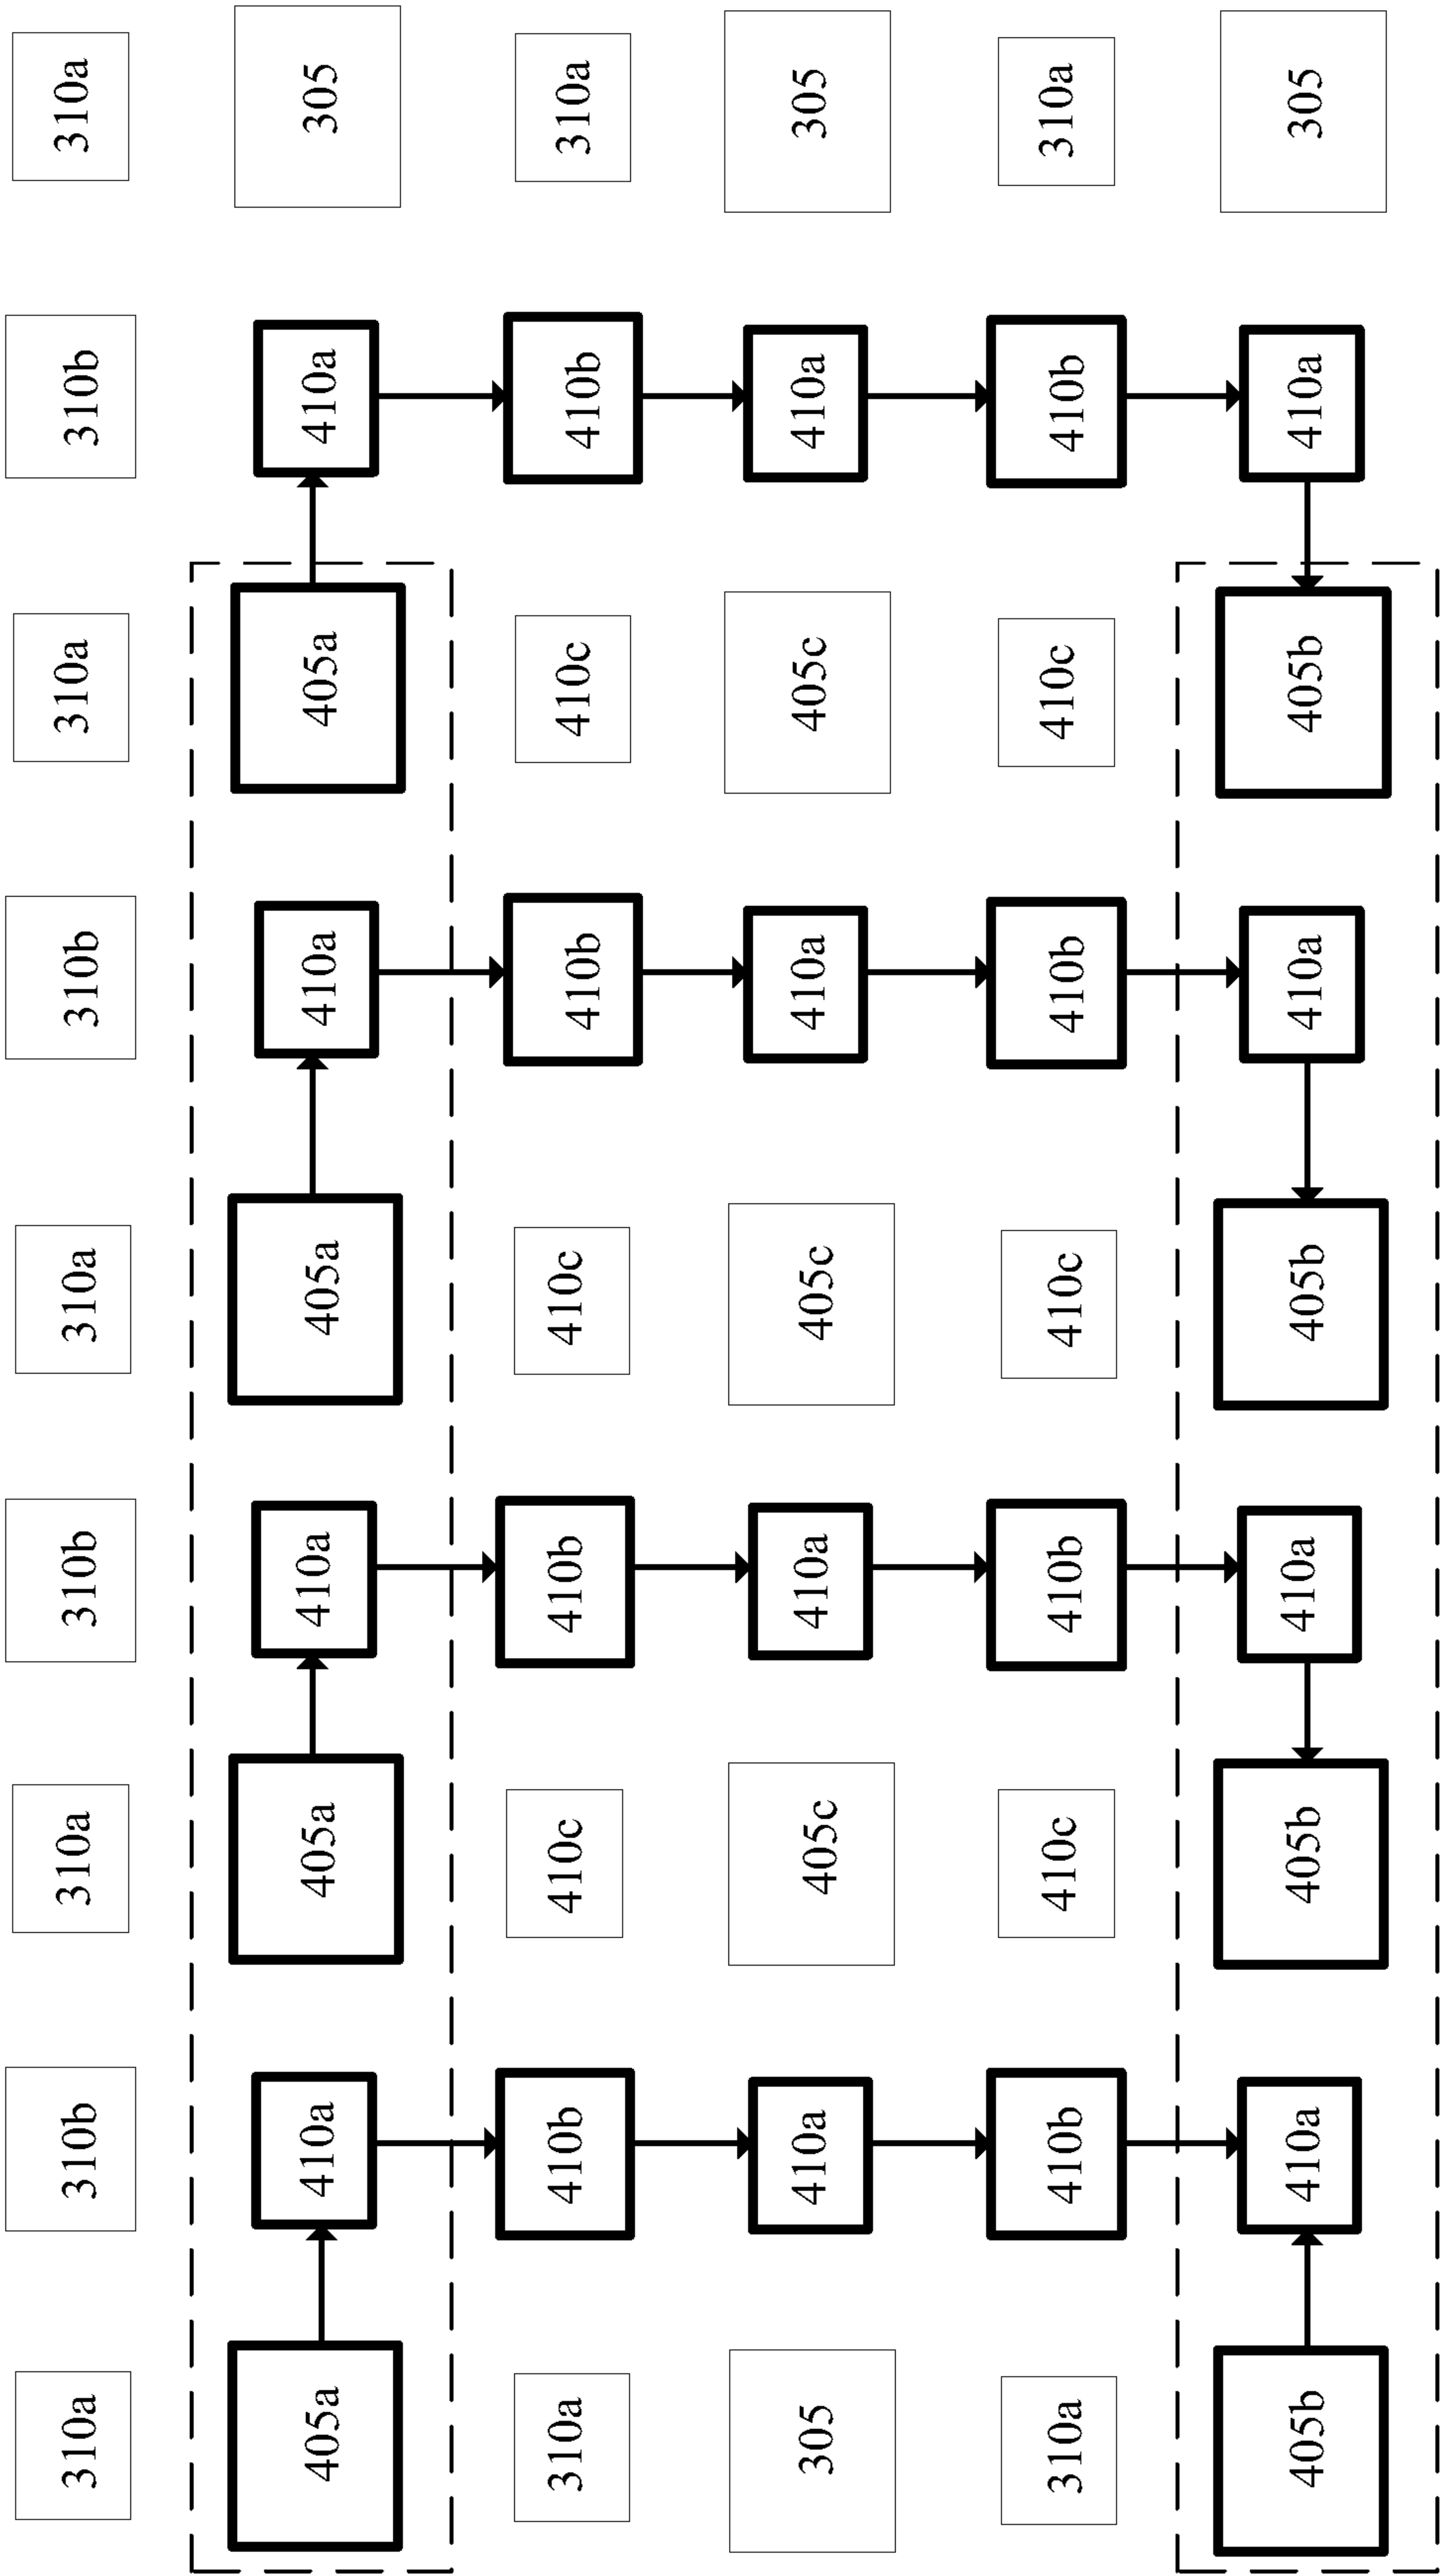 310a 310b 310a 310b 310a 310b 310a 310b 310a
405a 410a 405a 410a 405a 410a 405a 410a 305
310a 410b 410c 410b 410c 410b 410c 410b 310a
305 410a 405c 410a 405c 410a 405c 410a 305
310a 410b 410c 410b 410c 410b 410c 410b 310a
405b 410a 405b 410a 405b 410a 405b 410a 305